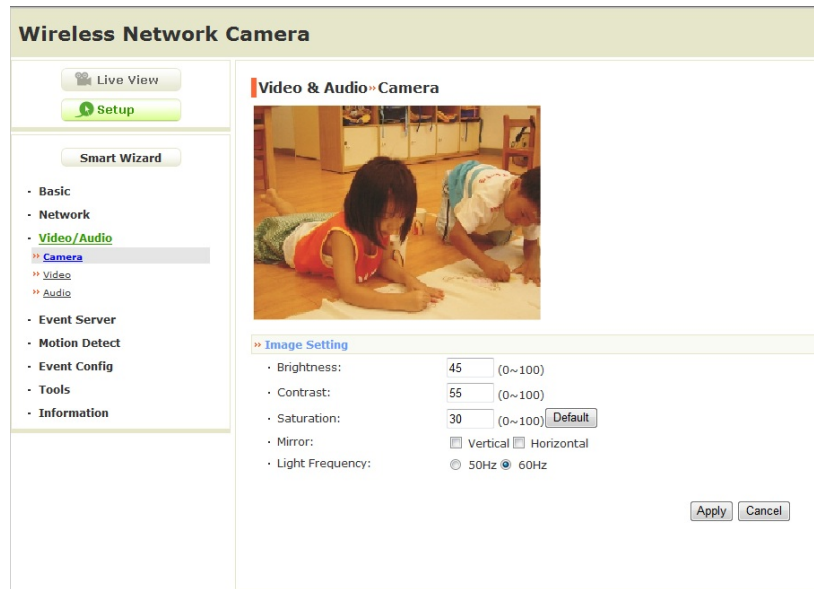 Wireless Network Camera
Live View
Setup
Smart Wizard
· Basic
· Network
· Video/Audio
» Camera
» Video
» Audio
· Event Server
· Motion Detect
· Event Config
· Tools
· Information
Video & Audio»Camera
» Image Setting
· Brightness: 45 (0~100)
· Contrast: 55 (0~100)
· Saturation: 30 (0~100) Default
· Mirror: Vertical Horizontal
· Light Frequency: 50Hz 60Hz
Apply Cancel